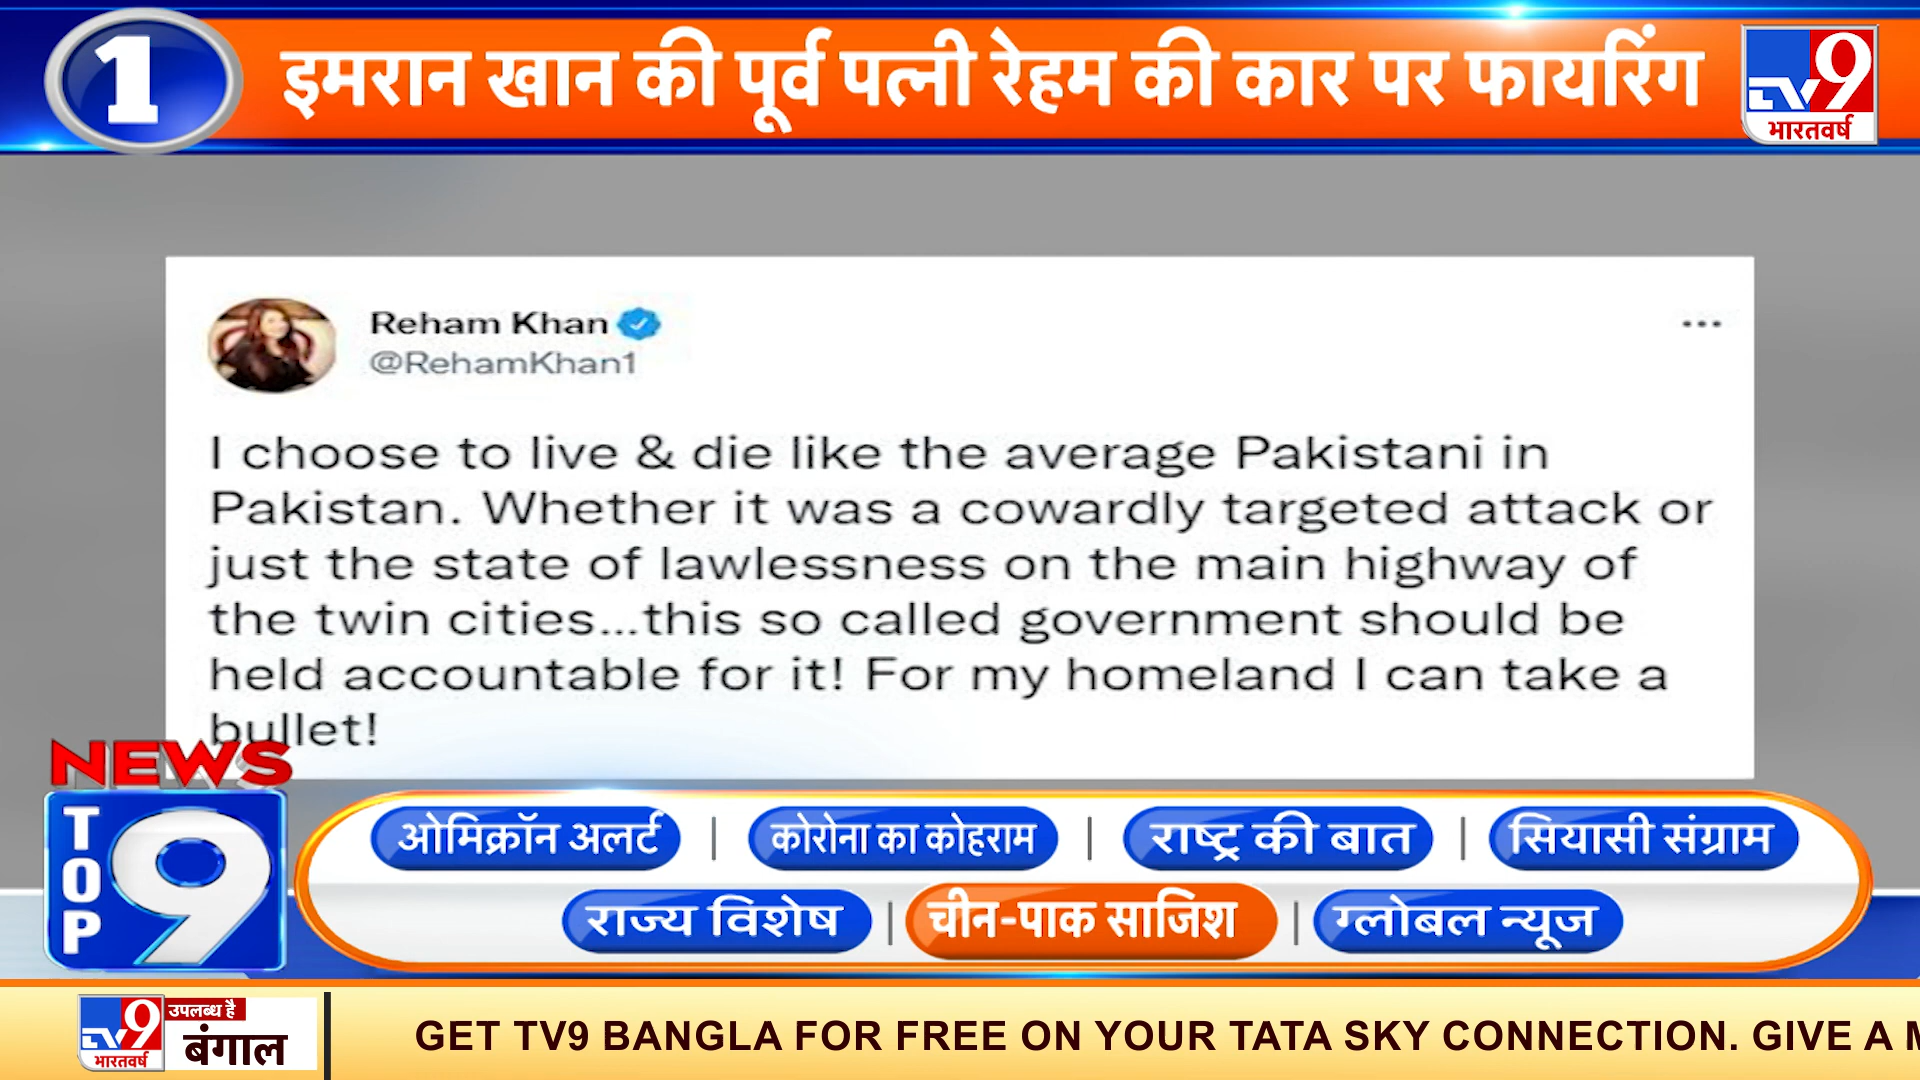 1
इमरान खान की पूर्व पत्नी रेहम की कार पर फायरिंग
TV9
भारतवर्ष
Reham Khan
@RehamKhan1
I choose to live & die like the average Pakistani in
Pakistan. Whether it was a cowardly targeted attack or
just the state of lawlessness on the main highway of
the twin cities...this so called government should be
held accountable for it! For my homeland I can take a
bullet!
NEWS
TOP 9
ओमिक्रॉन अलर्ट | कोरोना का कोहराम | राष्ट्र की बात | सियासी संग्राम
राज्य विशेष | चीन-पाक साजिश | ग्लोबल न्यूज
TV9
भारतवर्ष
उपलब्ध है
बंगाल
GET TV9 BANGLA FOR FREE ON YOUR TATA SKY CONNECTION. GIVE A